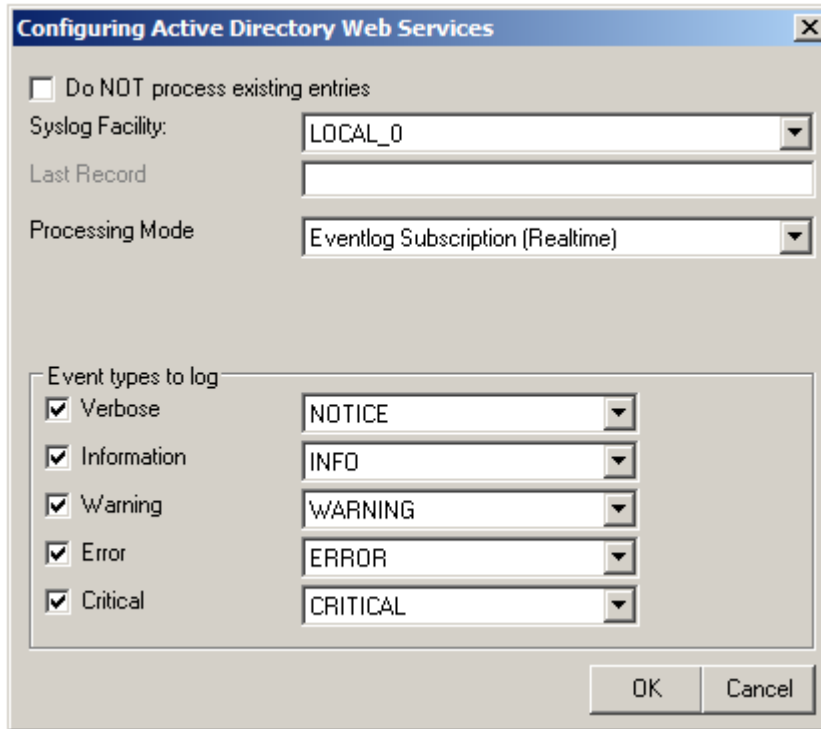 Configuring Active Directory Web Services
Do NOT process existing entries
Syslog Facility: LOCAL_0
Last Record
Processing Mode Eventlog Subscription (Realtime)
Event types to log
Verbose NOTICE
Information INFO
Warning WARNING
Error ERROR
Critical CRITICAL
OK Cancel